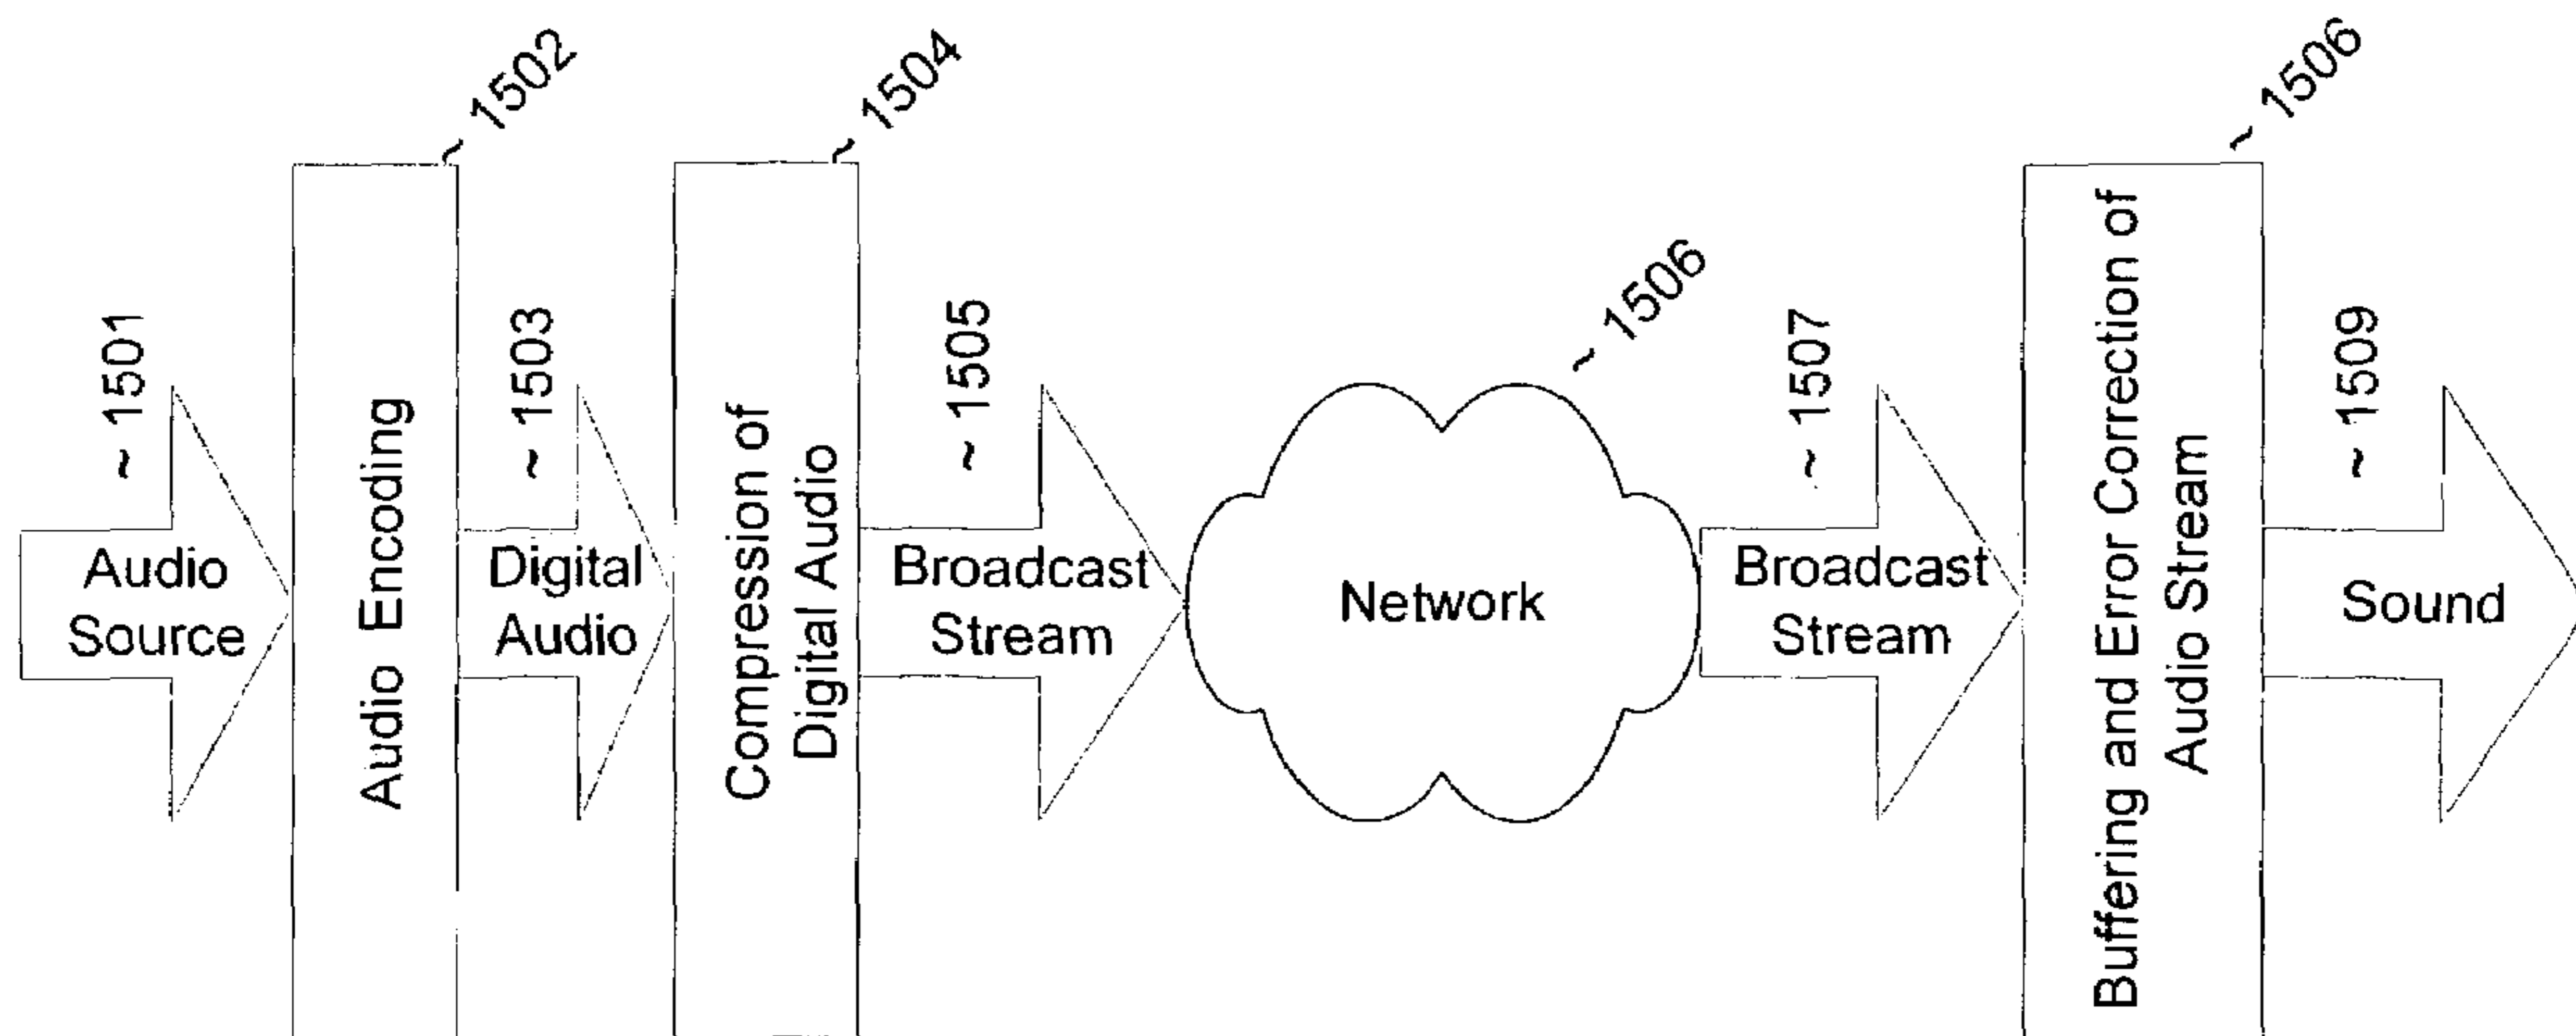 ~ 1501
Audio
Source
~ 1502
Audio Encoding
~ 1503
Digital
Audio
~ 1504
Compression of
Digital Audio
~ 1505
Broadcast
Stream
~ 1506
Network
~ 1507
Broadcast
Stream
~ 1506
Buffering and Error Correction of
Audio Stream
~ 1509
Sound